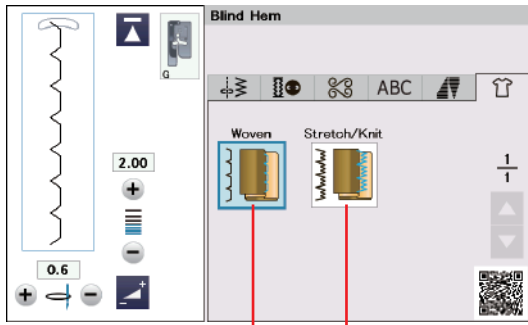 Blind Hem
G
ABC
Woven
Stretch/Knit
2.00
1
1
0.6